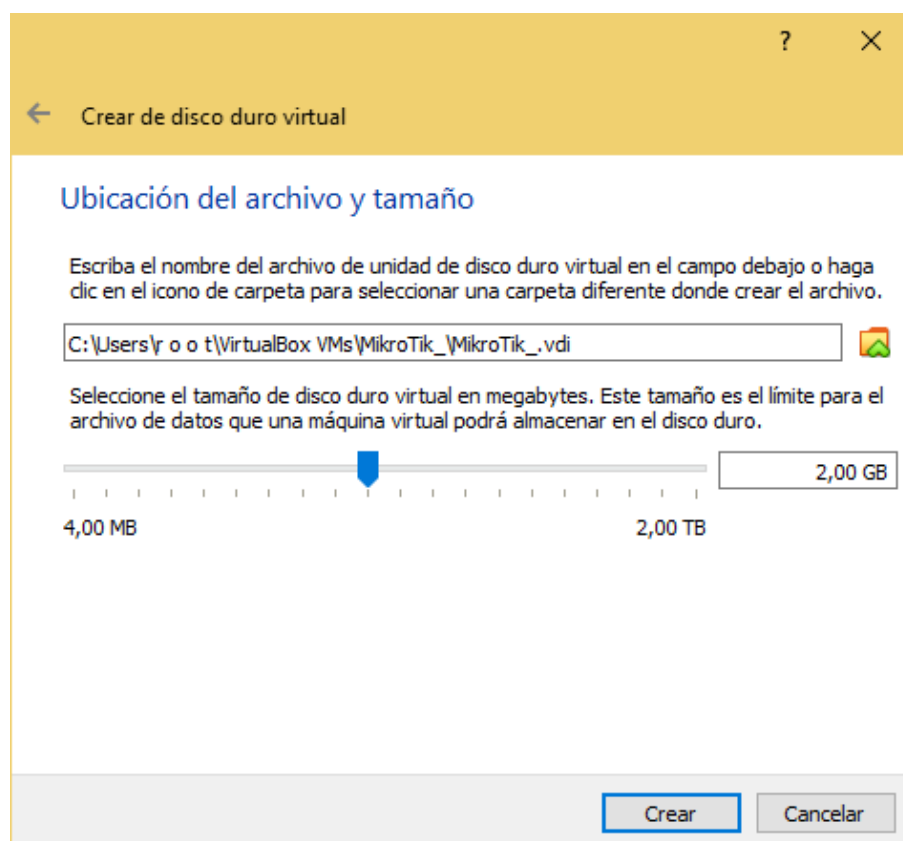 ?
Crear de disco duro virtual
Ubicación del archivo y tamaño
Escriba el nombre del archivo de unidad de disco duro virtual en el campo debajo o haga
clic en el icono de carpeta para seleccionar una carpeta diferente donde crear el archivo.
C:\Users\r o o t\VirtualBox VMs\MikroTik_\MikroTik_.vdi
Seleccione el tamaño de disco duro virtual en megabytes. Este tamaño es el límite para el
archivo de datos que una máquina virtual podrá almacenar en el disco duro.
2,00 GB
4,00 MB 2,00 TB
Crear Cancelar